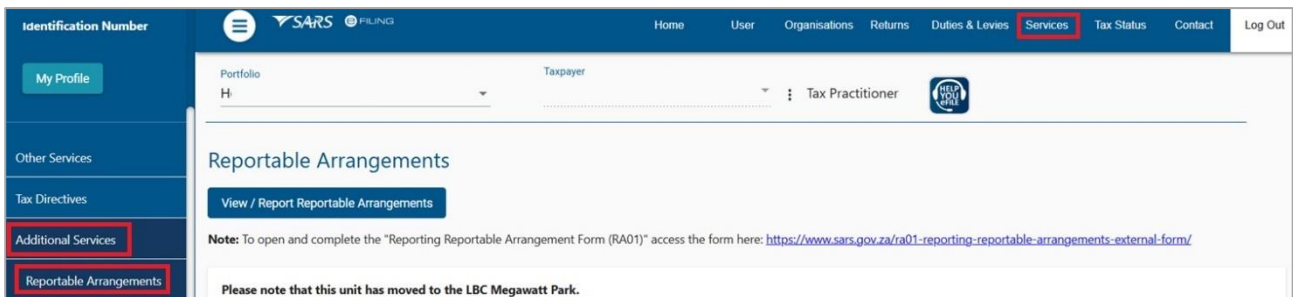 Identification Number
SARS eFILING
Home User Organisations Returns Duties & Levies Services Tax Status Contact Log Out
My Profile
Portfolio
H
Taxpayer
Tax Practitioner
HELP YOU eFILE
Other Services
Tax Directives
Additional Services
Reportable Arrangements
Reportable Arrangements
View / Report Reportable Arrangements
Note: To open and complete the "Reporting Reportable Arrangement Form (RA01)" access the form here: https://www.sars.gov.za/ra01-reporting-reportable-arrangements-external-form/
Please note that this unit has moved to the LBC Megawatt Park.